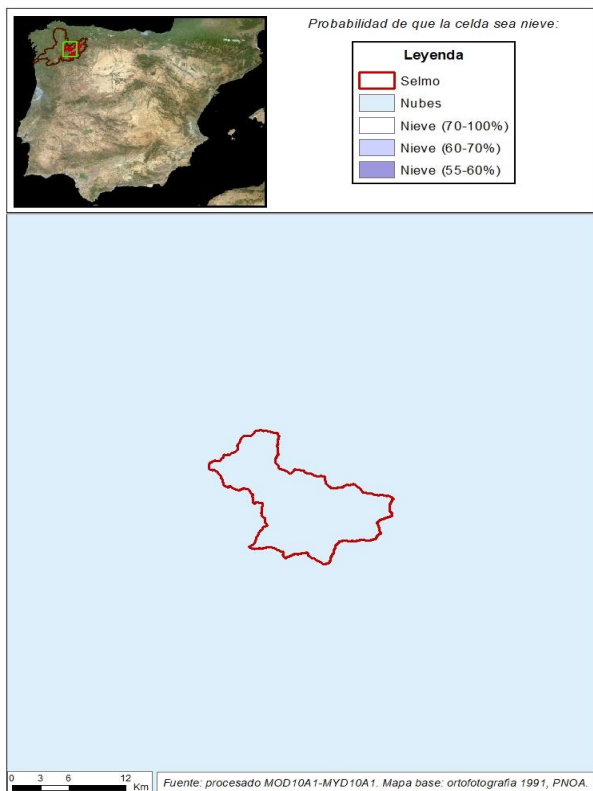 Probabilidad de que la celda sea nieve:
Leyenda
Selmo
Nubes
Nieve (70-100%)
Nieve (60-70%)
Nieve (55-60%)
0 3 6 12
Km
Fuente: procesado MOD10A1-MYD10A1. Mapa base: ortofotografia 1991, PNOA.